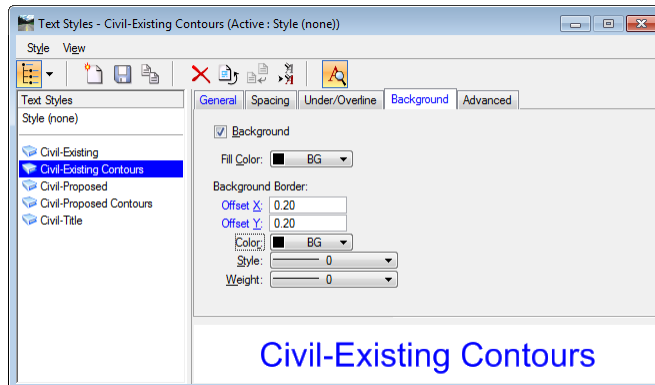 Text Styles - Civil-Existing Contours (Active : Style (none))
Style View
Text Styles
General Spacing Under/Overline Background Advanced
Style (none)
Civil-Existing
Civil-Existing Contours
Civil-Proposed
Civil-Proposed Contours
Civil-Title
Background
Fill Color: BG
Background Border:
Offset X: 0.20
Offset Y: 0.20
Color: BG
Style: 0
Weight: 0
Civil-Existing Contours